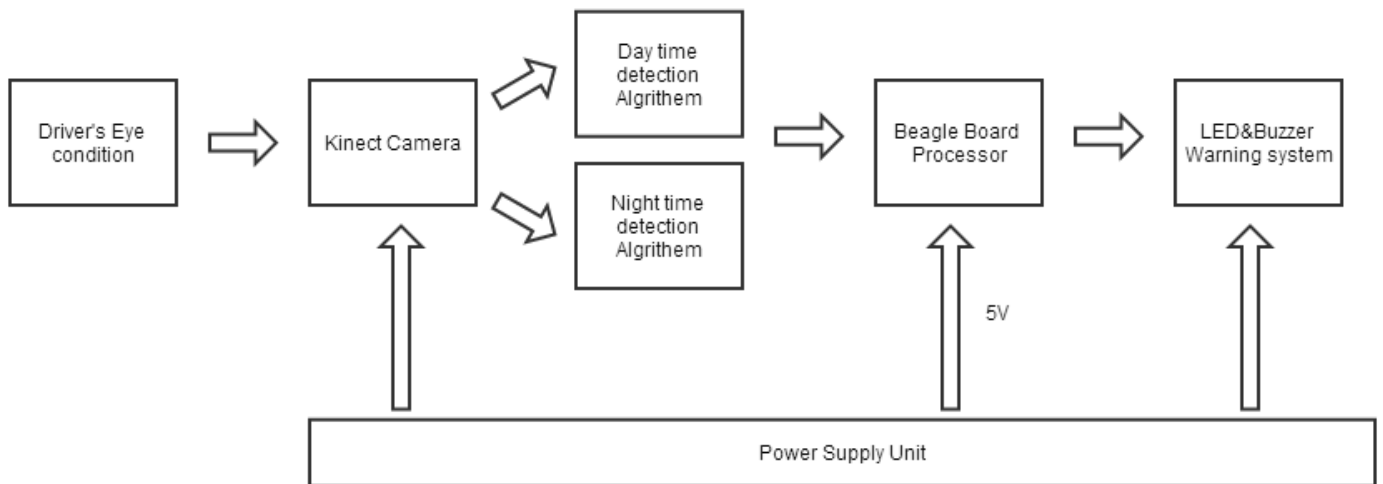 Driver's Eye
condition
Kinect Camera
Day time
detection
Algrithem
Night time
detection
Algrithem
Beagle Board
Processor
LED&Buzzer
Warning system
5V
Power Supply Unit